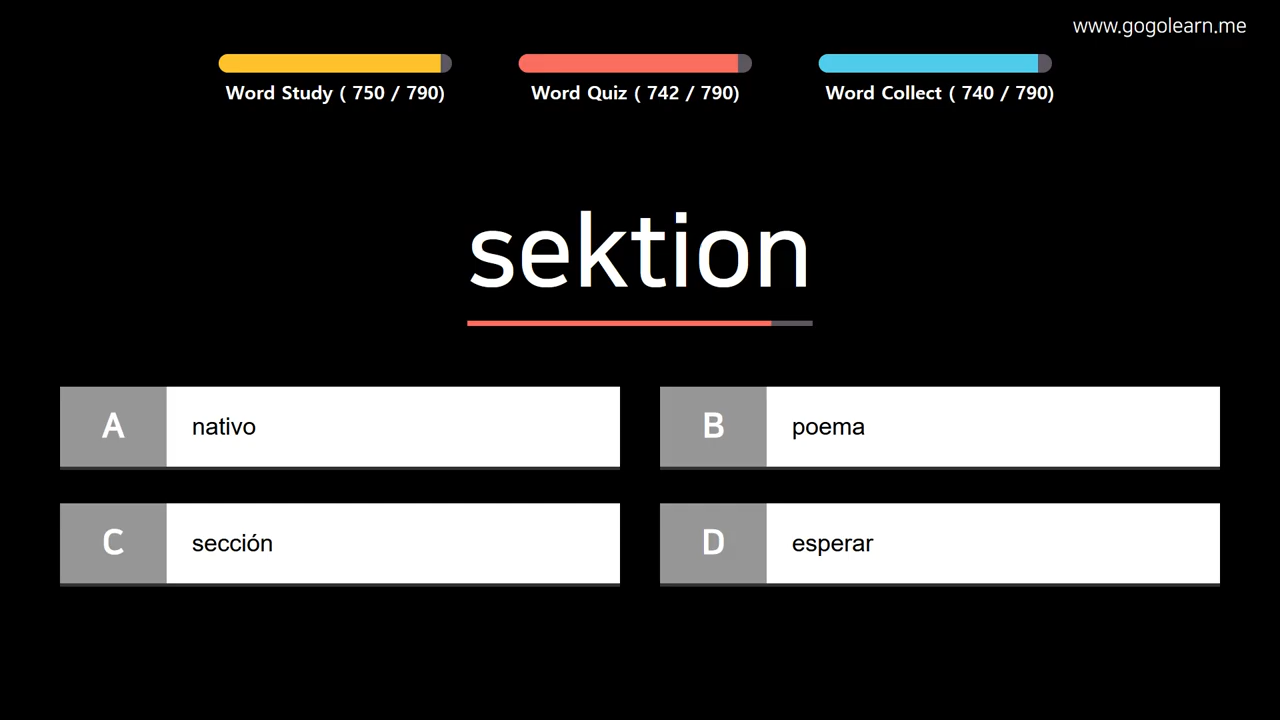 www.gogolearn.me
Word Study ( 750 / 790)
Word Quiz ( 742 / 790)
Word Collect ( 740 / 790)
sektion
A nativo
B poema
C sección
D esperar